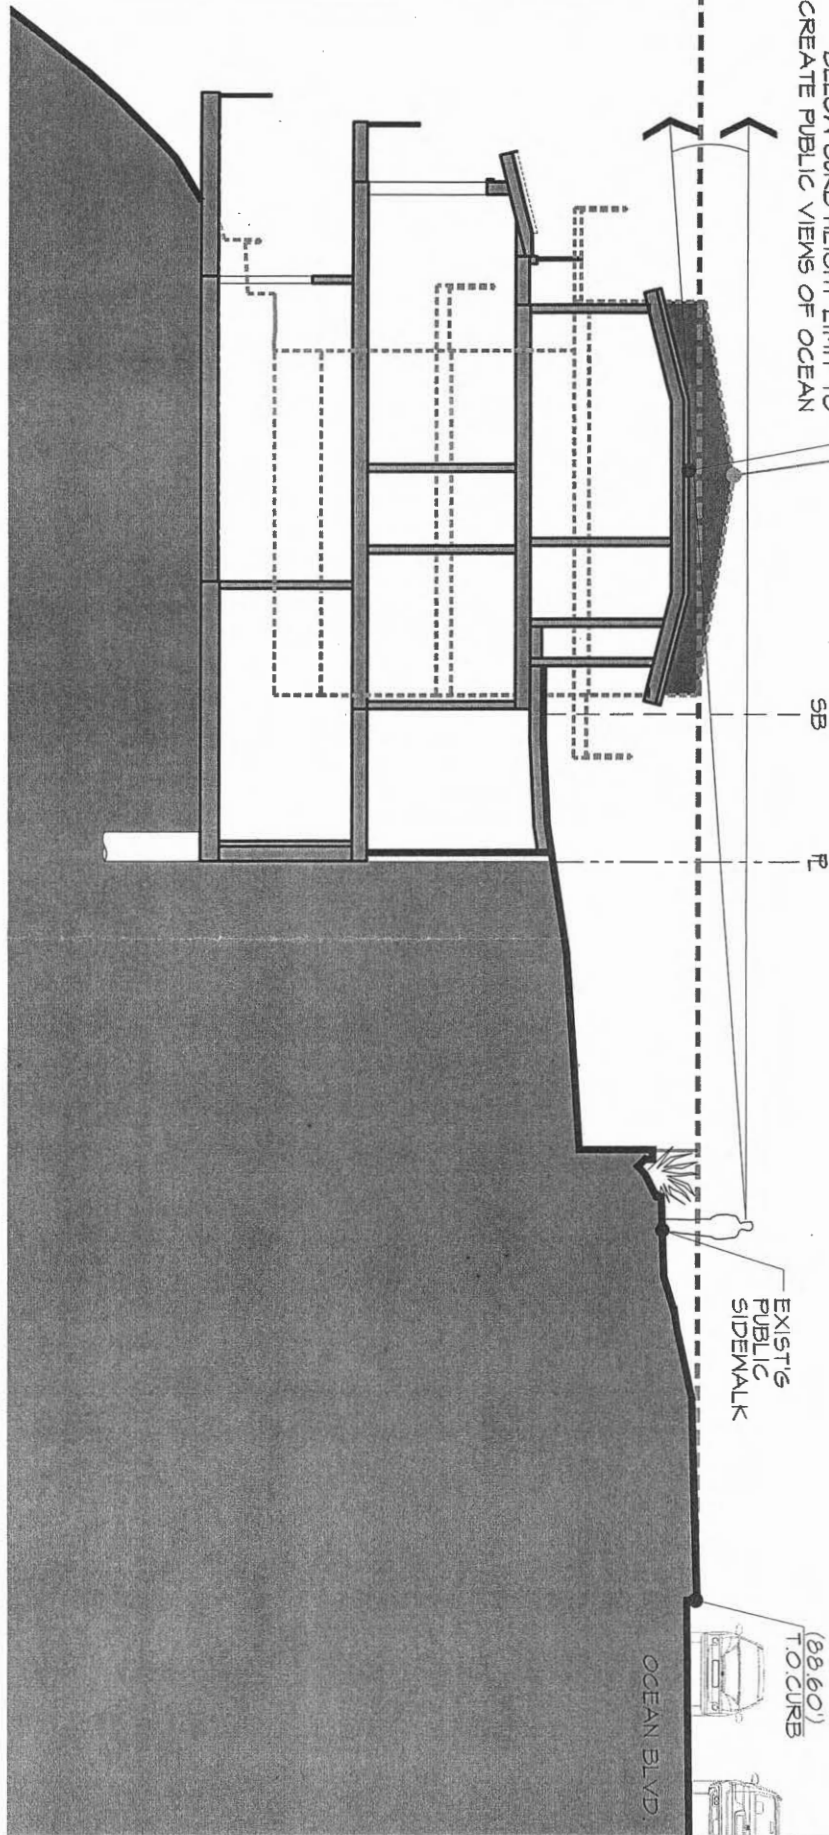 CURB HEIGHT LIMIT TO
CREATE PUBLIC VIEWS OF OCEAN
SB
PL
EXIST'G
PUBLIC
SIDEWALK
(88.60')
T.O.CURB
OCEAN BLVD.